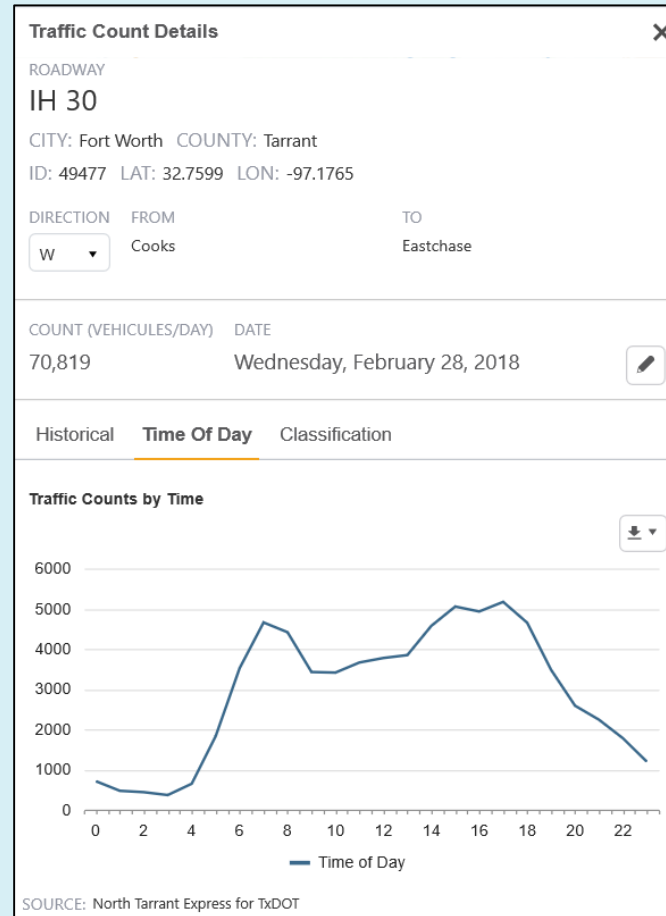 Traffic Count Details
ROADWAY
IH 30
CITY: Fort Worth COUNTY: Tarrant
ID: 49477 LAT: 32.7599 LON: -97.1765
DIRECTION FROM TO
W Cooks Eastchase
COUNT (VEHICULES/DAY) DATE
70,819 Wednesday, February 28, 2018
Historical Time Of Day Classification
Traffic Counts by Time
6000
5000
4000
3000
2000
1000
0
0 2 4 6 8 10 12 14 16 18 20 22
Time of Day
SOURCE: North Tarrant Express for TxDOT